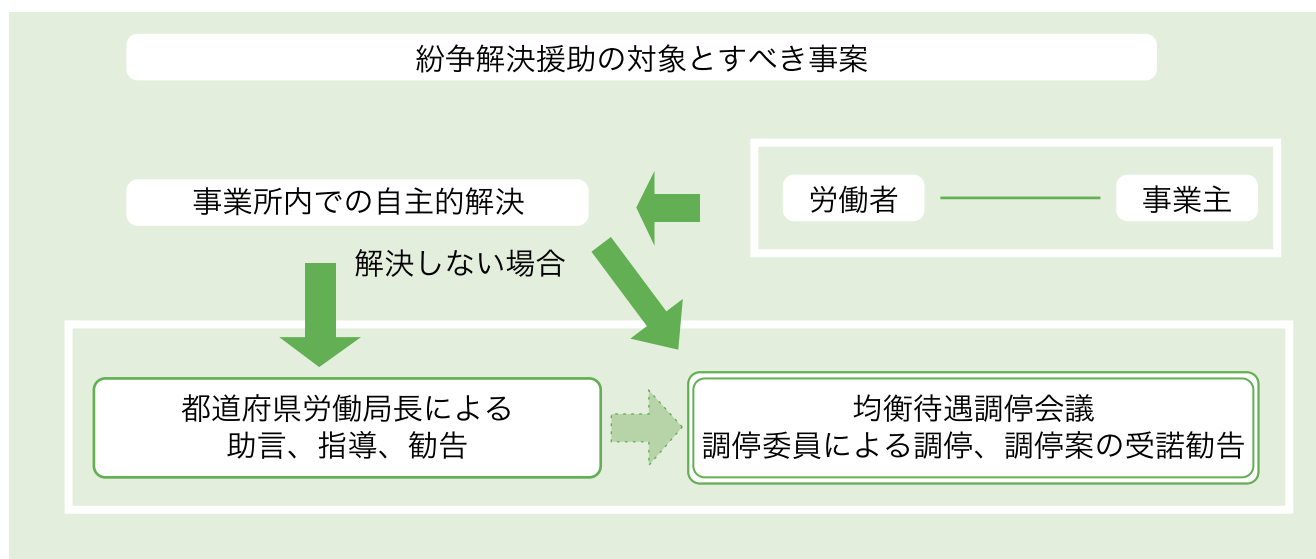 紛争解決援助の対象とすべき事案
労働者
事業主
事業所内での自主的解決
解決しない場合
都道府県労働局長による
助言、指導、勧告
均衡待遇調停会議
調停委員による調停、調停案の受諾勧告